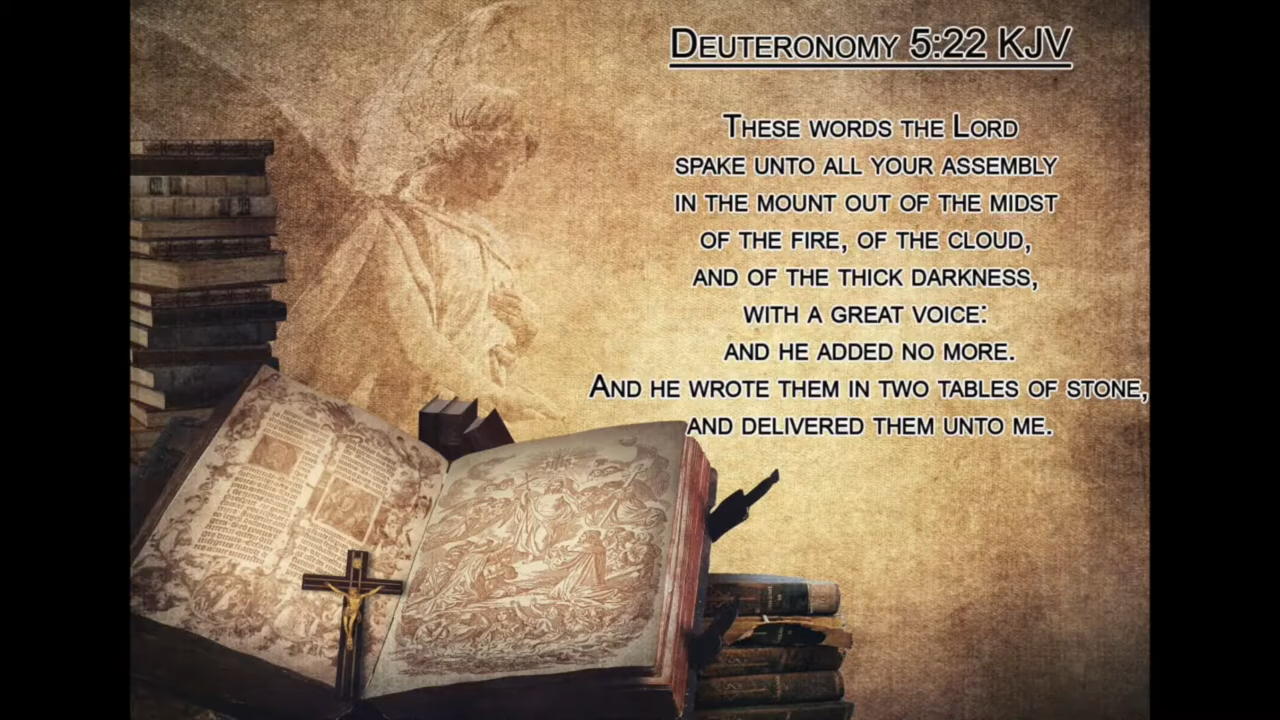 Deuteronomy 5:22 KJV
These words the Lord
spake unto all your assembly
in the mount out of the midst
of the fire, of the cloud,
and of the thick darkness,
with a great voice:
and he added no more.
And he wrote them in two tables of stone,
and delivered them unto me.